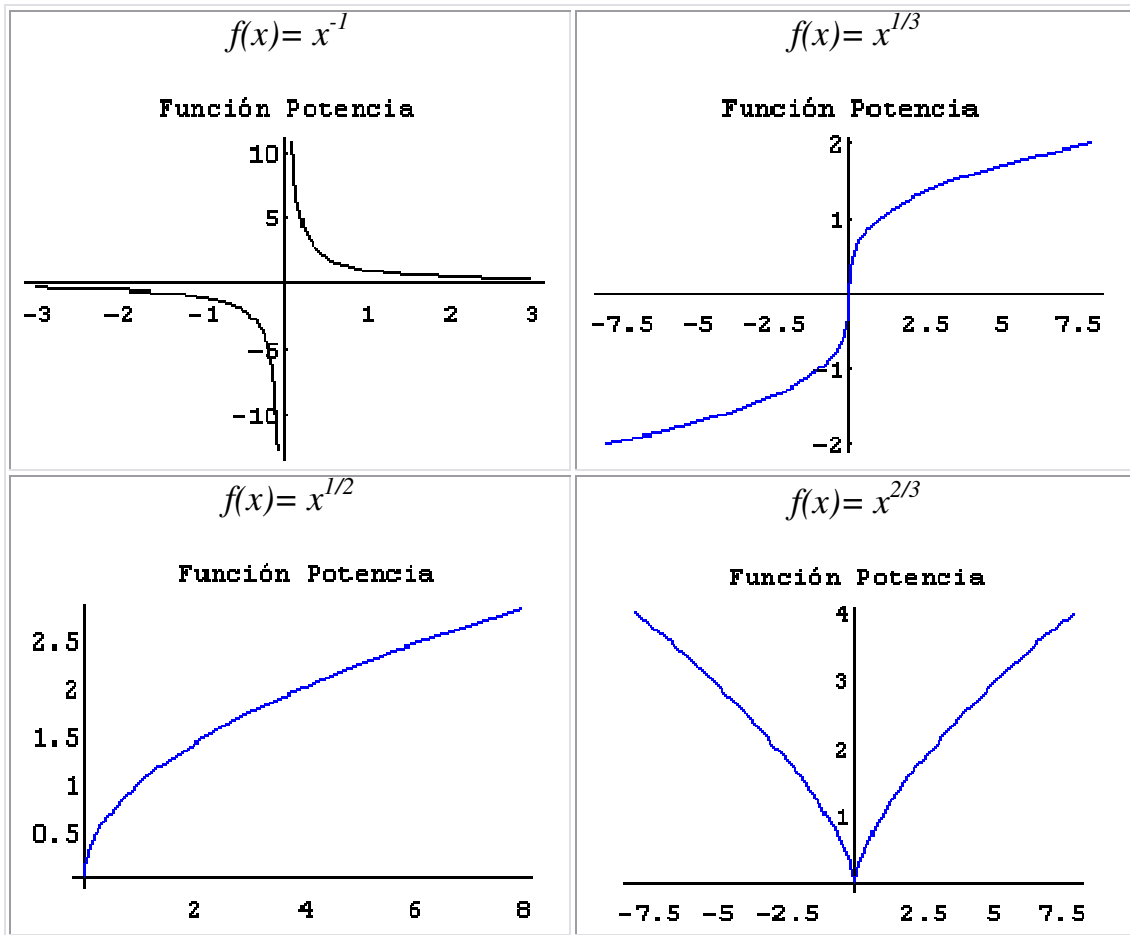 f(x)= x^{-1}
Función Potencia
10
5
-3 -2 -1 1 2 3
-5
-10
f(x)= x^{1/3}
Función Potencia
2
1
-7.5 -5 -2.5 2.5 5 7.5
-1
-2
f(x)= x^{1/2}
Función Potencia
2.5
2
1.5
1
0.5
2 4 6 8
f(x)= x^{2/3}
Función Potencia
4
3
2
1
-7.5 -5 -2.5 2.5 5 7.5